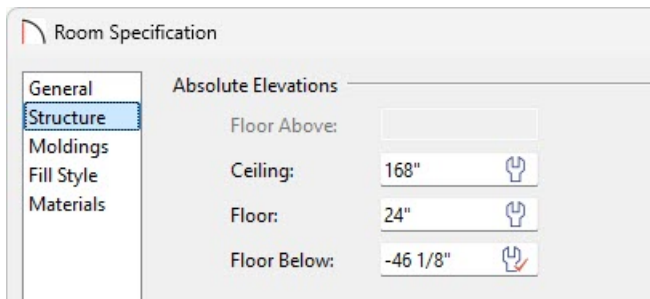 Room Specification
General
Structure
Moldings
Fill Style
Materials
Absolute Elevations
Floor Above:
Ceiling: 168"
Floor: 24"
Floor Below: -46 1/8"